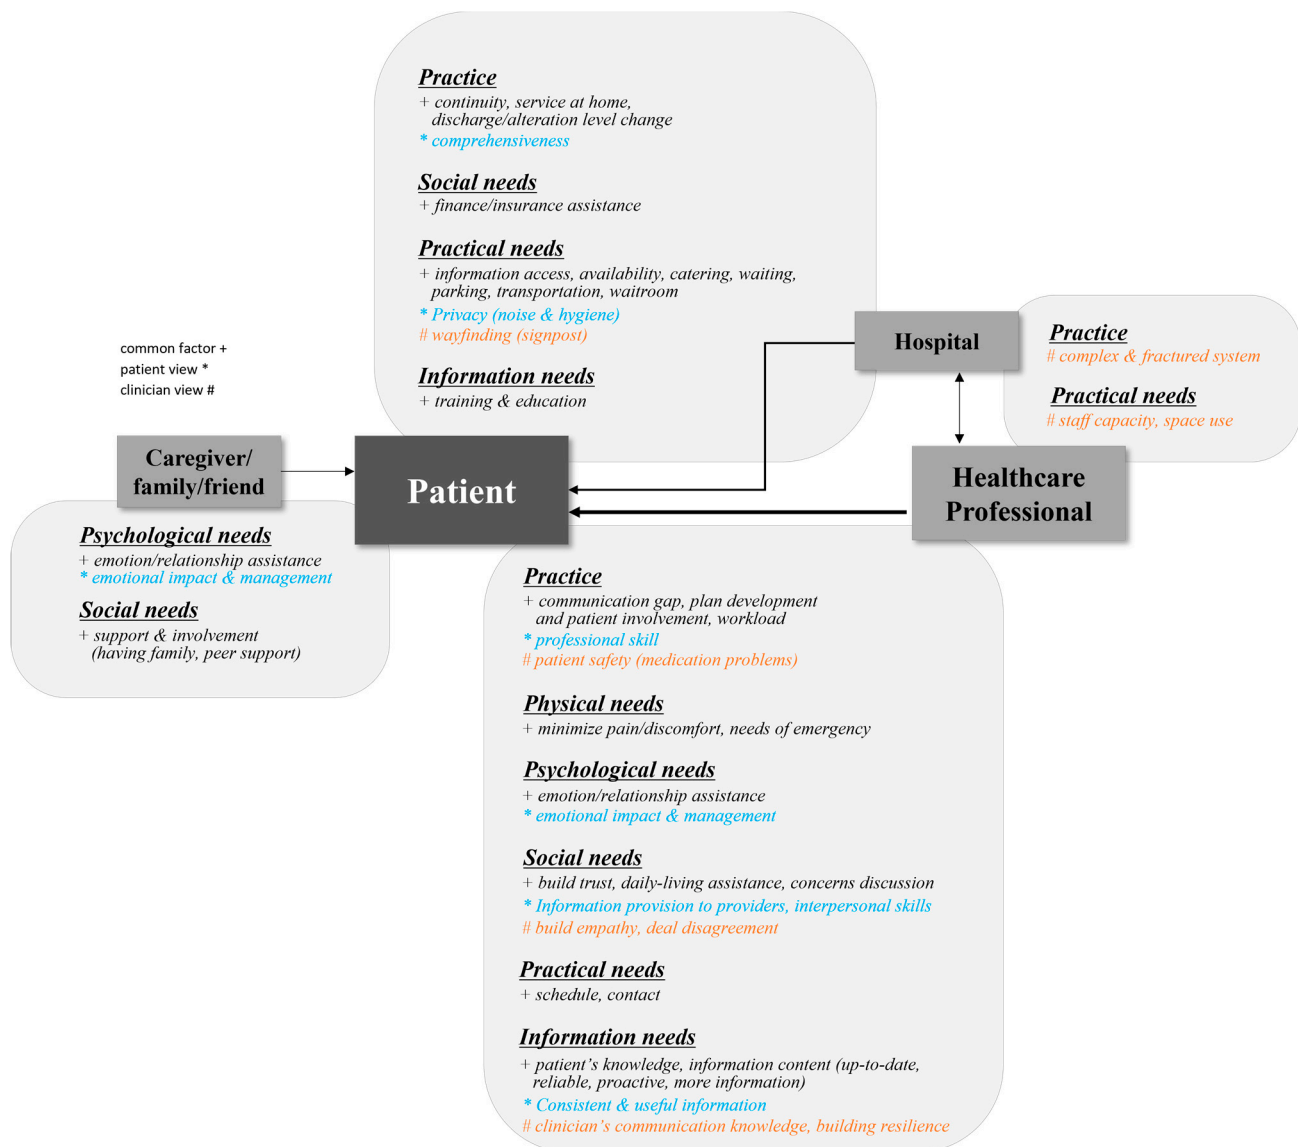 Practice
+ continuity, service at home,
discharge/alteration level change
* comprehensiveness
Social needs
+ finance/insurance assistance
Practical needs
+ information access, availability, catering, waiting,
parking, transportation, waitroom
* Privacy (noise & hygiene)
# wayfinding (signpost)
Information needs
+ training & education
common factor +
patient view *
clinician view #
Hospital
Practice
# complex & fractured system
Practical needs
# staff capacity, space use
Caregiver/
family/friend
Patient
Healthcare
Professional
Psychological needs
+ emotion/relationship assistance
* emotional impact & management
Social needs
+ support & involvement
(having family, peer support)
Practice
+ communication gap, plan development
and patient involvement, workload
* professional skill
# patient safety (medication problems)
Physical needs
+ minimize pain/discomfort, needs of emergency
Psychological needs
+ emotion/relationship assistance
* emotional impact & management
Social needs
+ build trust, daily-living assistance, concerns discussion
* Information provision to providers, interpersonal skills
# build empathy, deal disagreement
Practical needs
+ schedule, contact
Information needs
+ patient's knowledge, information content (up-to-date,
reliable, proactive, more information)
* Consistent & useful information
# clinician's communication knowledge, building resilience